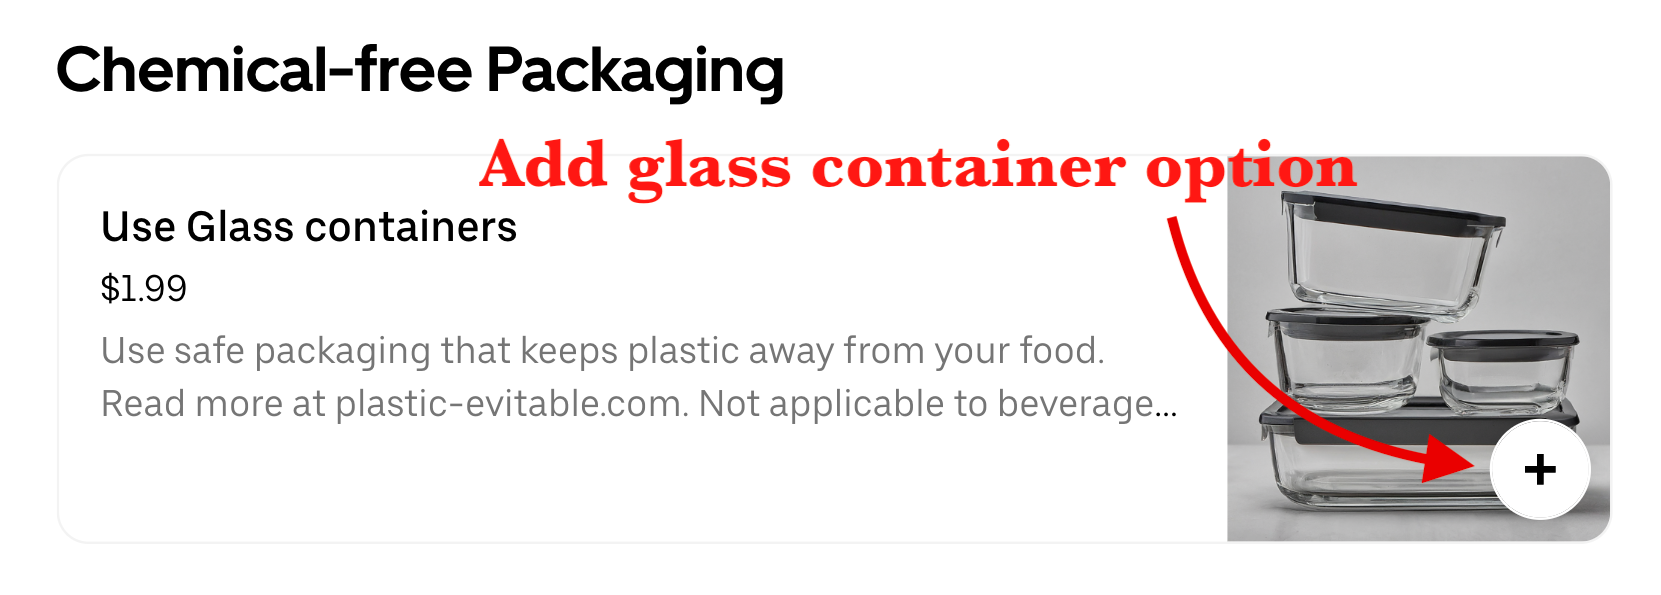 Chemical-free Packaging
Add glass container option
Use Glass containers
$1.99
Use safe packaging that keeps plastic away from your food.
Read more at plastic-evitable.com. Not applicable to beverage...
+